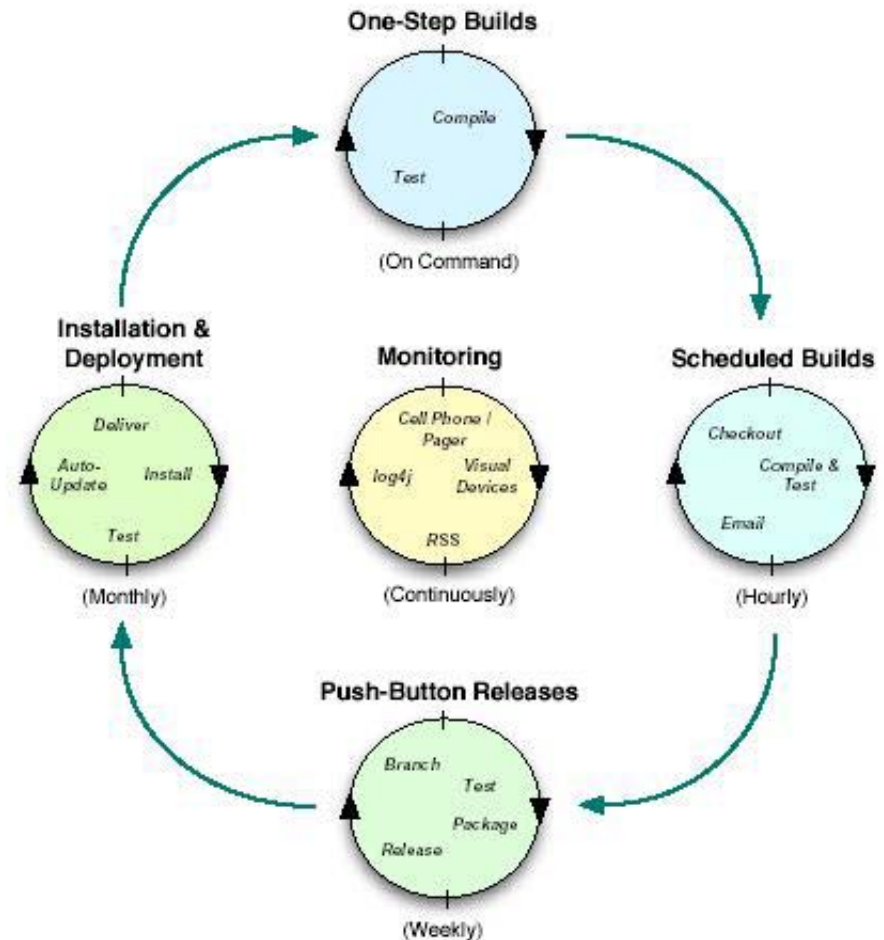 One-Step Builds
Compile
Test
(On Command)
Installation &
Deployment
Deliver
Auto-
Update
Install
Test
(Monthly)
Monitoring
Cell Phone /
Pager
log4j
Visual
Devices
RSS
(Continuously)
Scheduled Builds
Checkout
Compile &
Test
Email
(Hourly)
Push-Button Releases
Branch
Test
Package
Release
(Weekly)